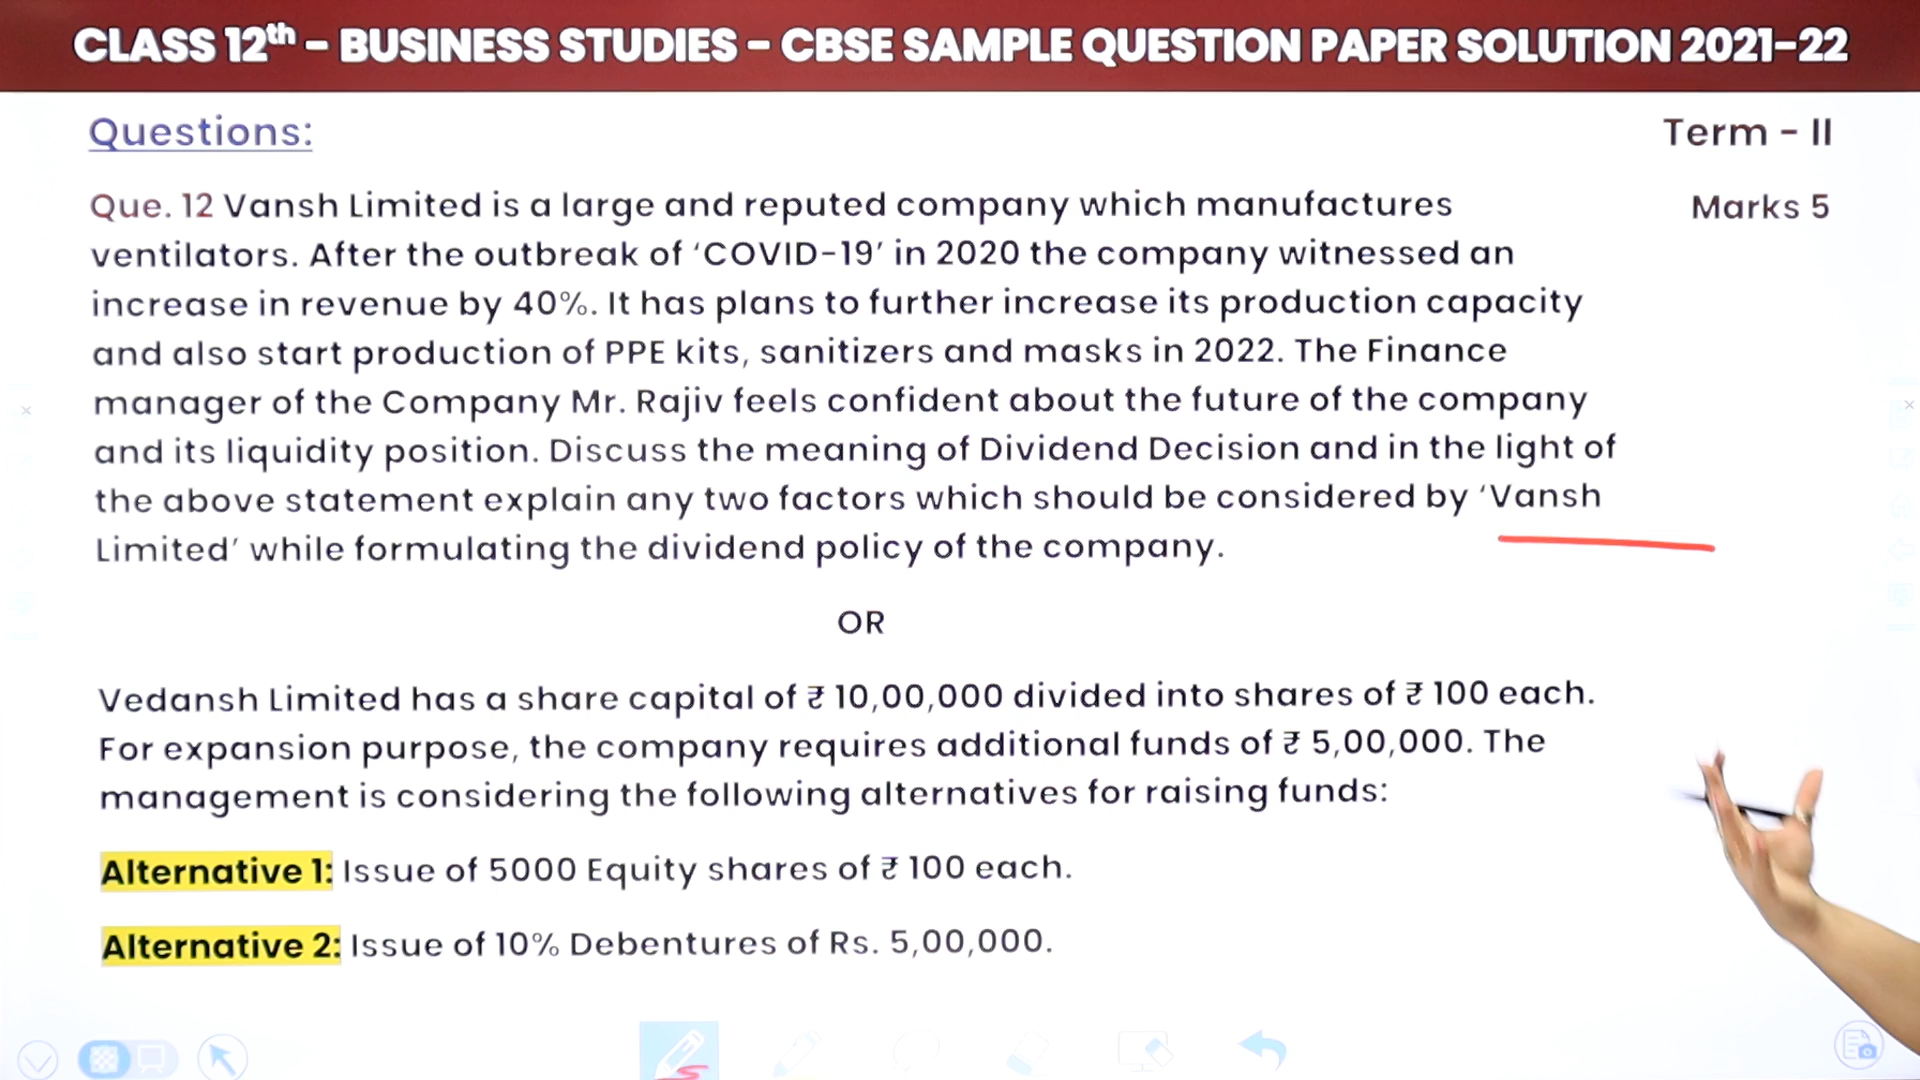 CLASS 12th – BUSINESS STUDIES – CBSE SAMPLE QUESTION PAPER SOLUTION 2021–22
Questions:
Term - II
Que. 12 Vansh Limited is a large and reputed company which manufactures
Marks 5
ventilators. After the outbreak of ‘COVID-19’ in 2020 the company witnessed an
increase in revenue by 40%. It has plans to further increase its production capacity
and also start production of PPE kits, sanitizers and masks in 2022. The Finance
manager of the Company Mr. Rajiv feels confident about the future of the company
and its liquidity position. Discuss the meaning of Dividend Decision and in the light of
the above statement explain any two factors which should be considered by ‘Vansh
Limited’ while formulating the dividend policy of the company.
OR
Vedansh Limited has a share capital of ₹ 10,00,000 divided into shares of ₹ 100 each.
For expansion purpose, the company requires additional funds of ₹ 5,00,000. The
management is considering the following alternatives for raising funds:
Alternative 1: Issue of 5000 Equity shares of ₹ 100 each.
Alternative 2: Issue of 10% Debentures of Rs. 5,00,000.